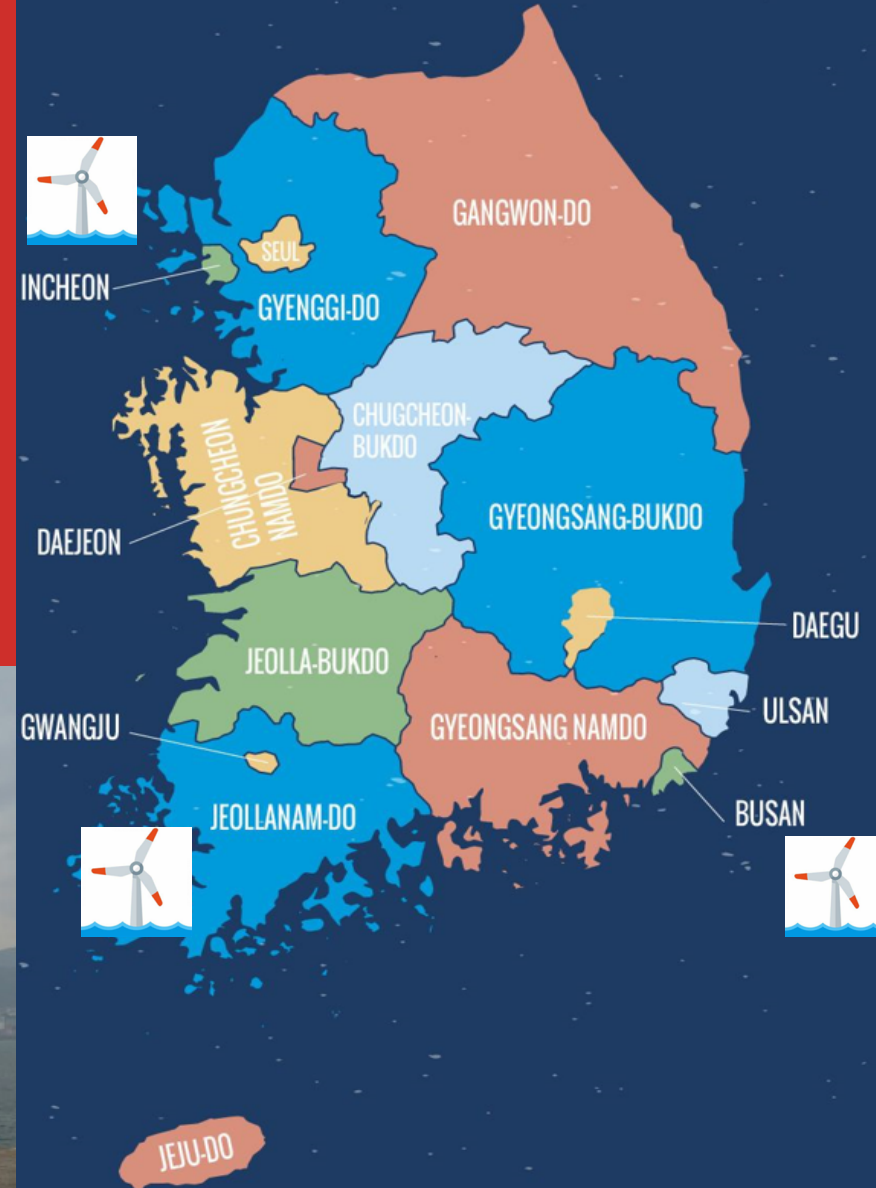 GANGWON-DO
SEUL
INCHEON
GYENGGI-DO
CHUGCHEON-
BUKDO
CHUNGCHEON
NAMDO
GYEONGSANG-BUKDO
DAEJEON
DAEGU
JEOLLA-BUKDO
ULSAN
GWANGJU
GYEONGSANG NAMDO
BUSAN
JEOLLANAM-DO
JEJU-DO